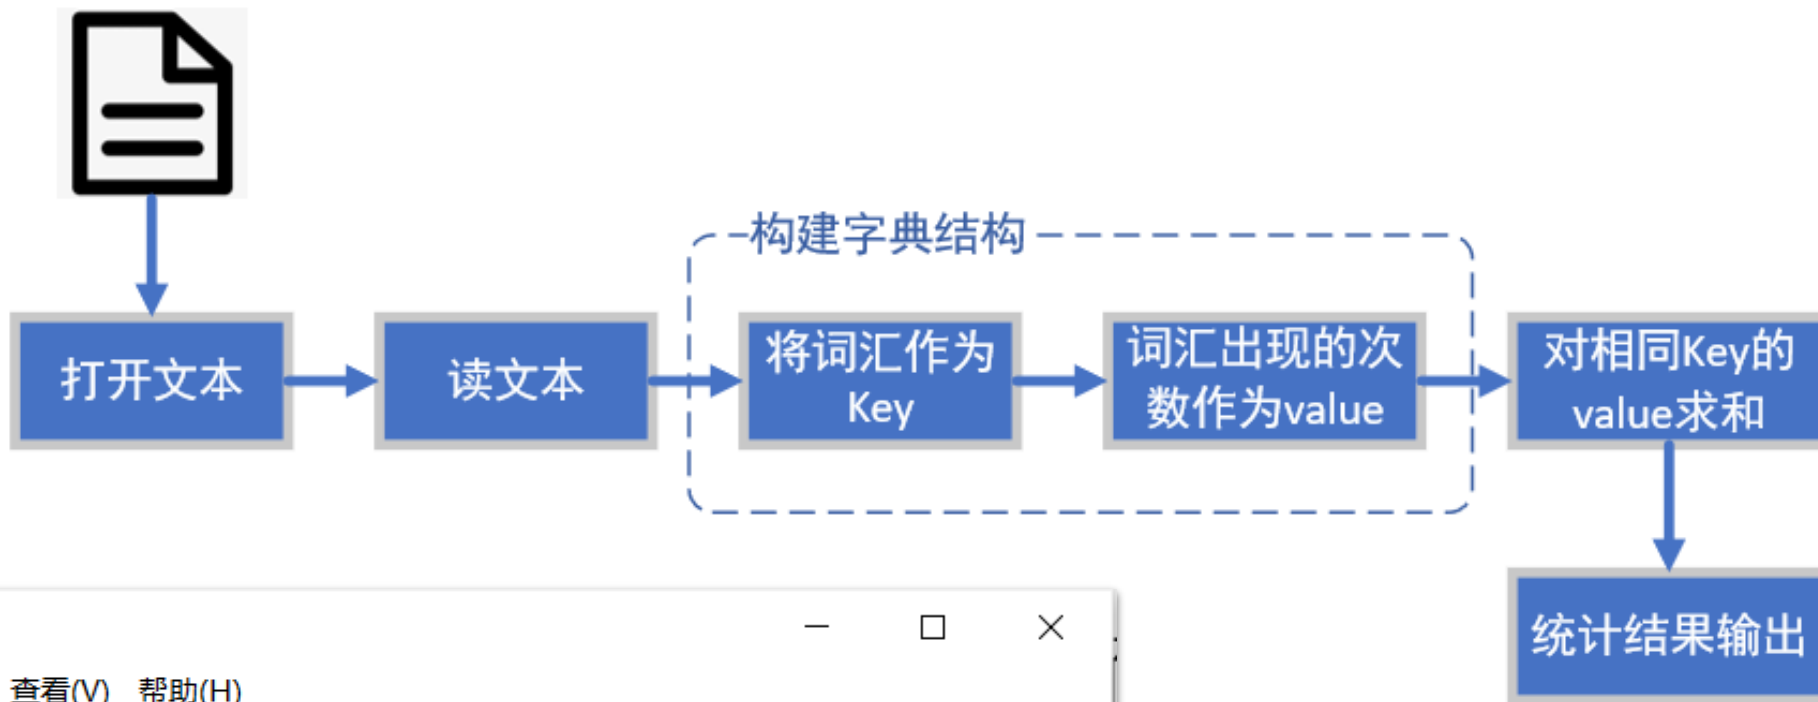 构建字典结构
打开文本
读文本
将词汇作为
Key
词汇出现的次
数作为value
对相同Key的
value求和
统计结果输出
查看(V) 帮助(H)